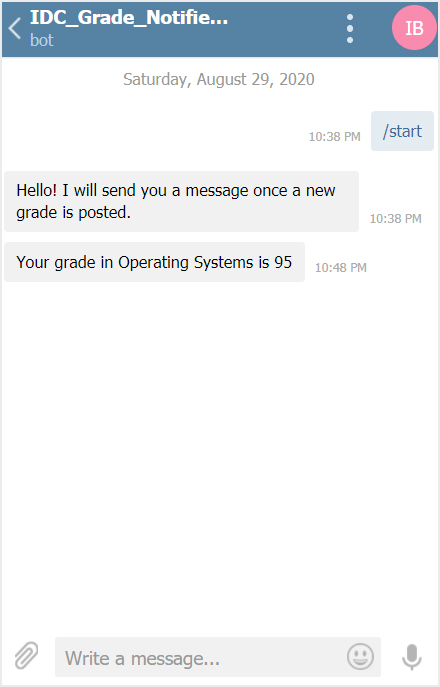 IDC_Grade_Notifie...
bot
IB
Saturday, August 29, 2020
/start
10:38 PM
Hello! I will send you a message once a new
grade is posted.
10:38 PM
Your grade in Operating Systems is 95
10:48 PM
Write a message...